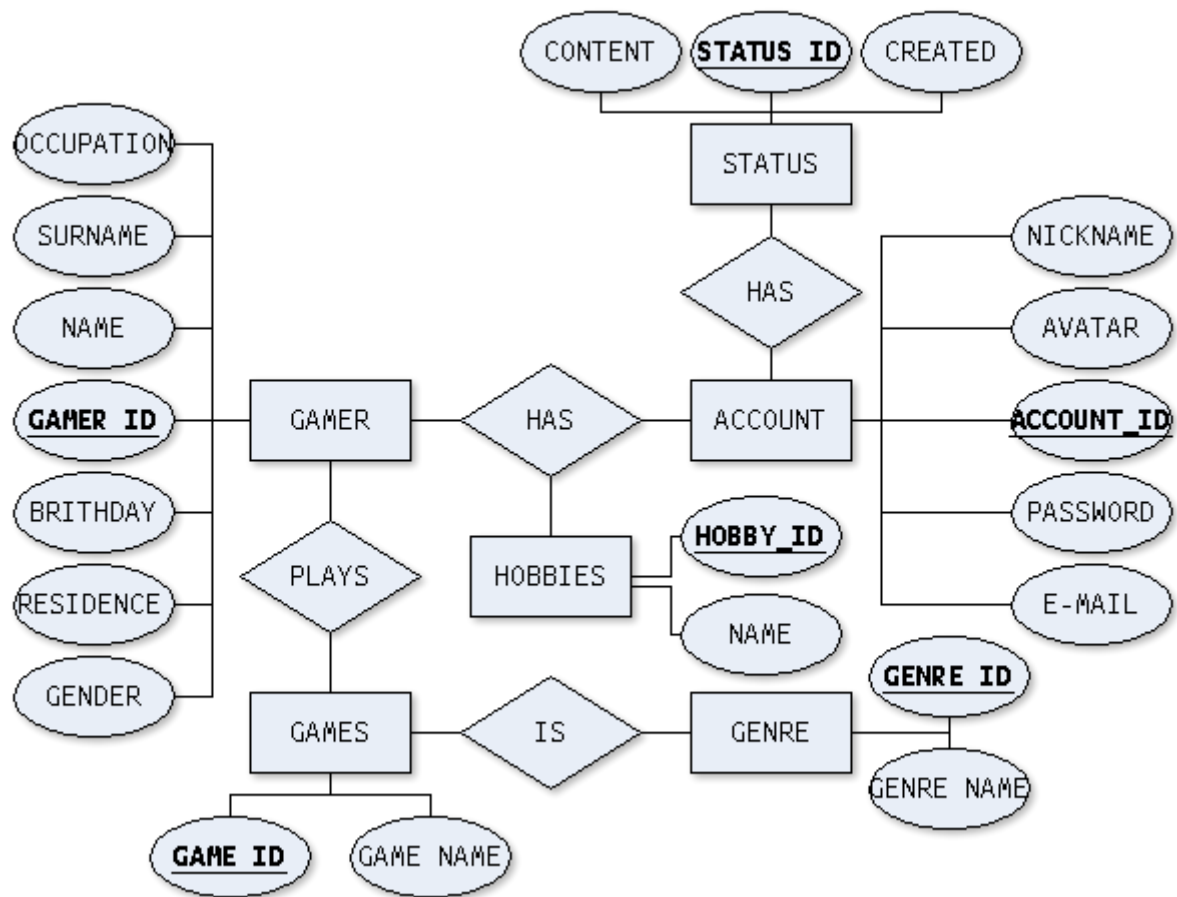 CONTENT
STATUS ID
CREATED
OCCUPATION
STATUS
SURNAME
NICKNAME
HAS
NAME
AVATAR
GAMER ID
GAMER
HAS
ACCOUNT
ACCOUNT_ID
BRITHDAY
PASSWORD
HOBBY_ID
PLAYS
HOBBIES
RESIDENCE
E-MAIL
NAME
GENRE ID
GENDER
GAMES
IS
GENRE
GENRE NAME
GAME ID
GAME NAME